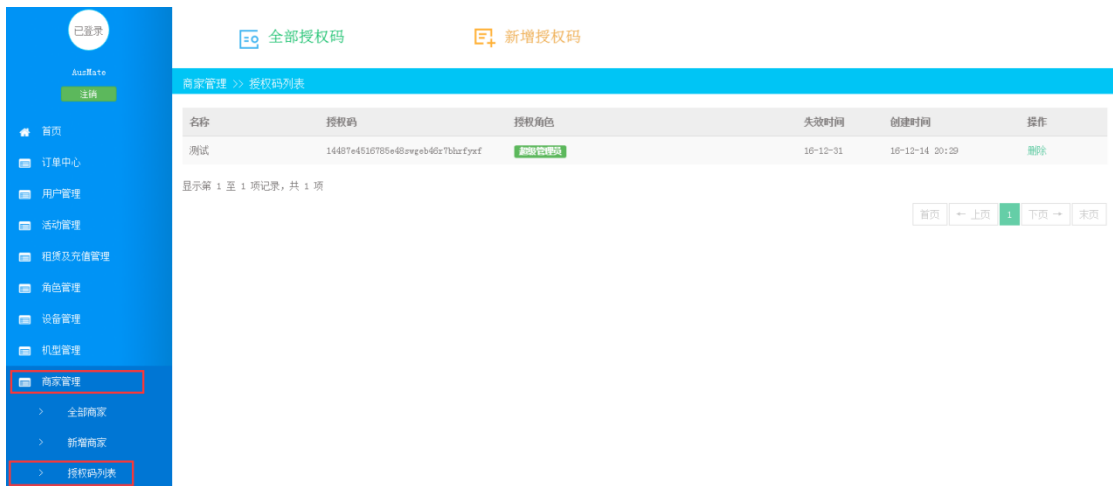 已登录
AusMate
注销
首页
订单中心
用户管理
活动管理
租赁及充值管理
角色管理
设备管理
机型管理
商家管理
> 全部商家
> 新增商家
> 授权码列表
全部授权码 新增授权码
商家管理 >> 授权码列表
名称 授权码 授权角色 失效时间 创建时间 操作
测试 14487e4516785e48swgeb46r7bhrfyxf 超级管理员 16-12-31 16-12-14 20:29 删除
显示第 1 至 1 项记录，共 1 项
首页 ← 上页 1 下页 → 末页